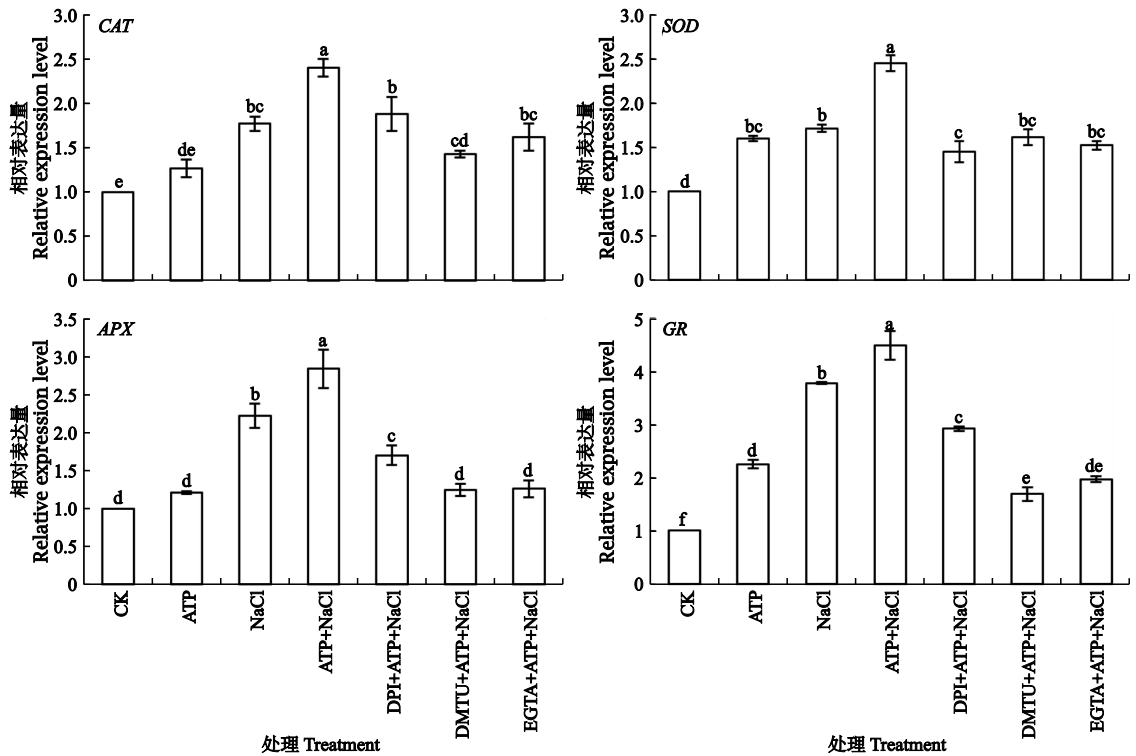 CAT
相对表达量
Relative expression level
3.0
2.5
2.0
1.5
1.0
0.5
0
e
de
bc
a
b
cd
bc
SOD
相对表达量
Relative expression level
3.0
2.5
2.0
1.5
1.0
0.5
0
d
bc
b
a
c
bc
bc
APX
相对表达量
Relative expression level
3.5
3.0
2.5
2.0
1.5
1.0
0.5
0
d
d
b
a
c
d
d
CK
ATP
NaCl
ATP+NaCl
DPI+ATP+NaCl
DMTU+ATP+NaCl
EGTA+ATP+NaCl
处理 Treatment
GR
相对表达量
Relative expression level
5
4
3
2
1
0
f
d
b
a
c
e
de
CK
ATP
NaCl
ATP+NaCl
DPI+ATP+NaCl
DMTU+ATP+NaCl
EGTA+ATP+NaCl
处理 Treatment